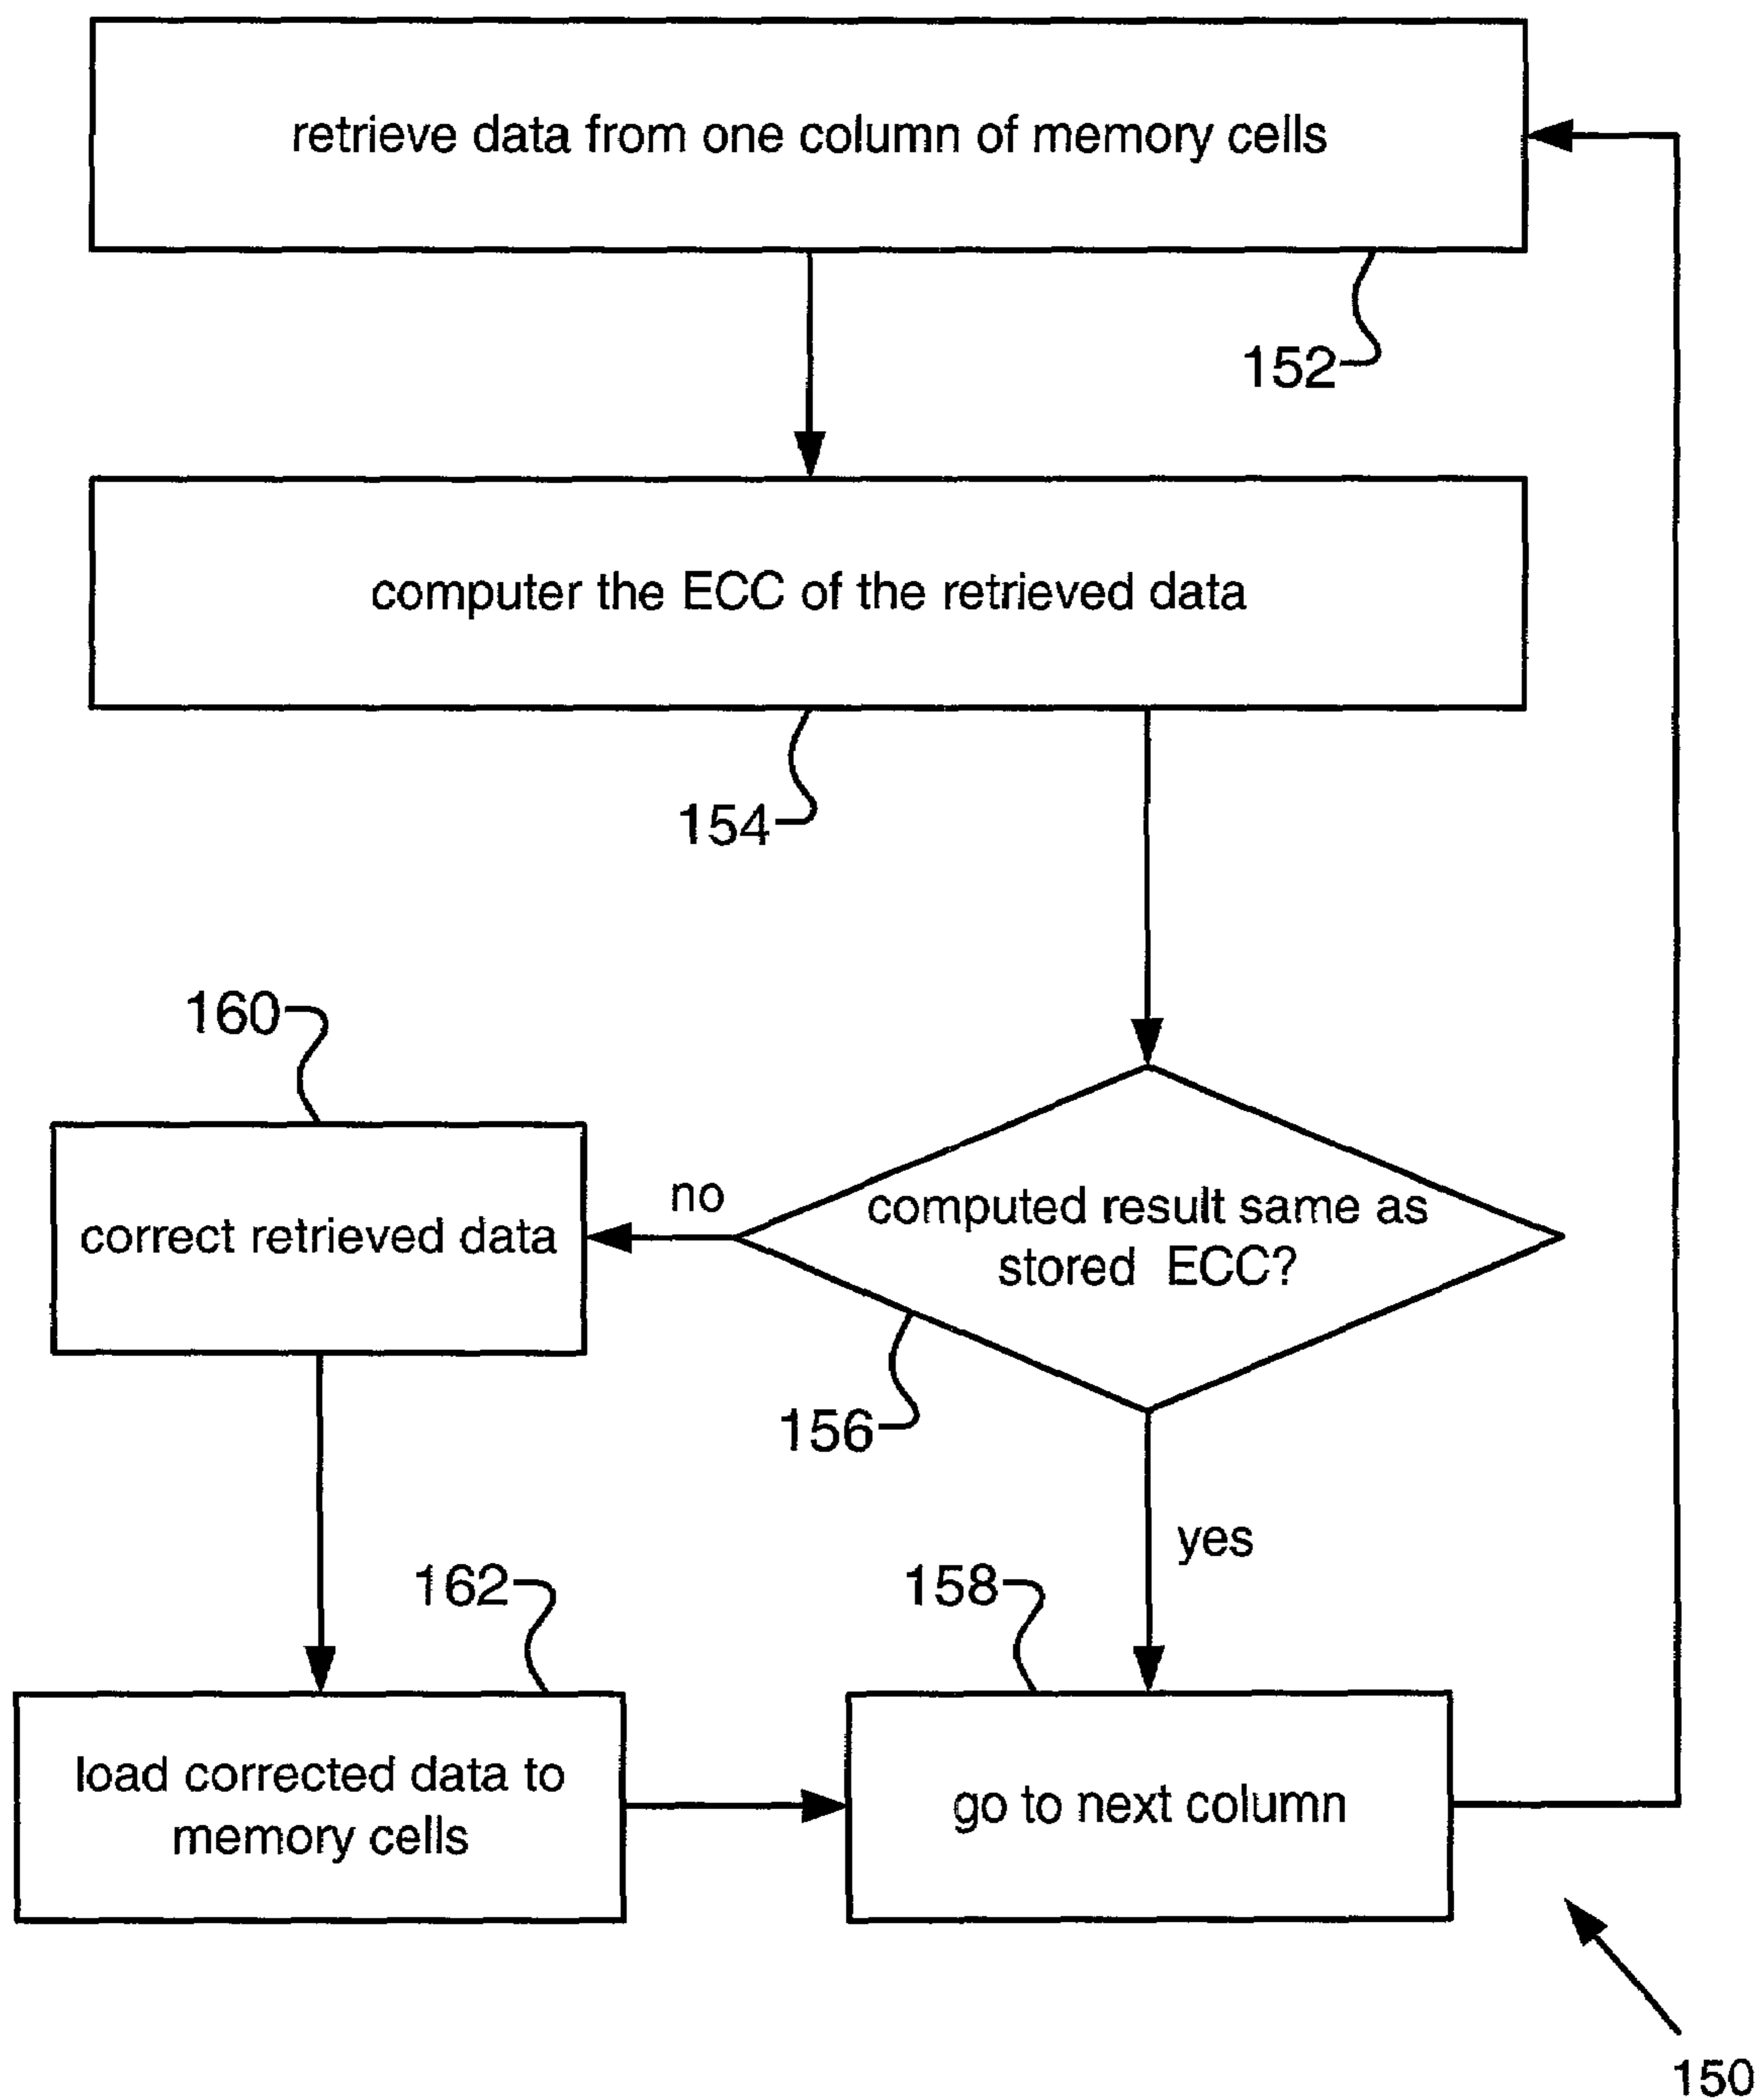 retrieve data from one column of memory cells
152
computer the ECC of the retrieved data
154
160
no
computed result same as
stored ECC?
correct retrieved data
156
yes
162
158
load corrected data to
memory cells
go to next column
150